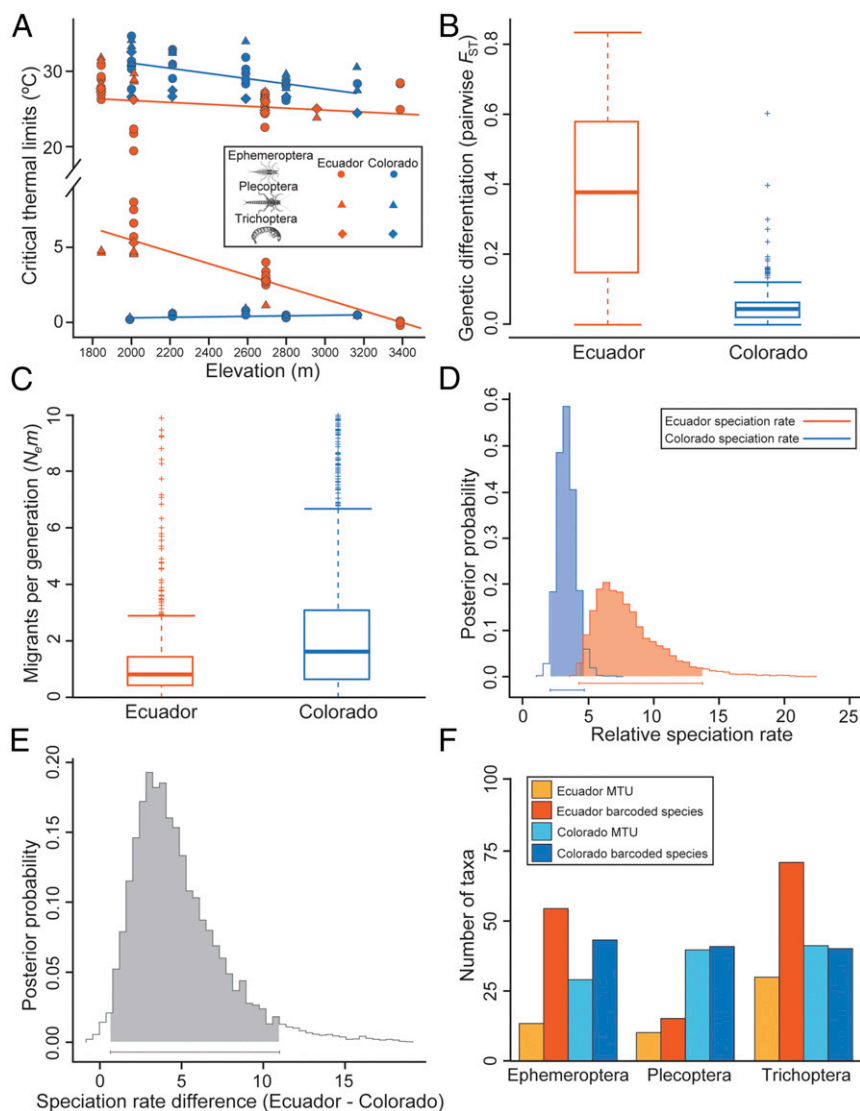 A
Critical thermal limits (ºC)
30
20
5
0
1800 2000 2200 2400 2600 2800 3000 3200 3400
Elevation (m)
Ephemeroptera
Plecoptera
Trichoptera
Ecuador Colorado
B
Genetic differentiation (pairwise FST)
0.8
0.6
0.4
0.2
0.0
Ecuador Colorado
C
Migrants per generation (Nem)
10
8
6
4
2
0
Ecuador Colorado
D
Posterior probability
0.6
0.5
0.4
0.3
0.2
0.1
0.0
Ecuador speciation rate
Colorado speciation rate
0 5 10 15 20 25
Relative speciation rate
E
Posterior probability
0.20
0.15
0.10
0.05
0.00
0 5 10 15
Speciation rate difference (Ecuador - Colorado)
F
Number of taxa
100
75
50
25
0
Ecuador MTU
Ecuador barcoded species
Colorado MTU
Colorado barcoded species
Ephemeroptera Plecoptera Trichoptera